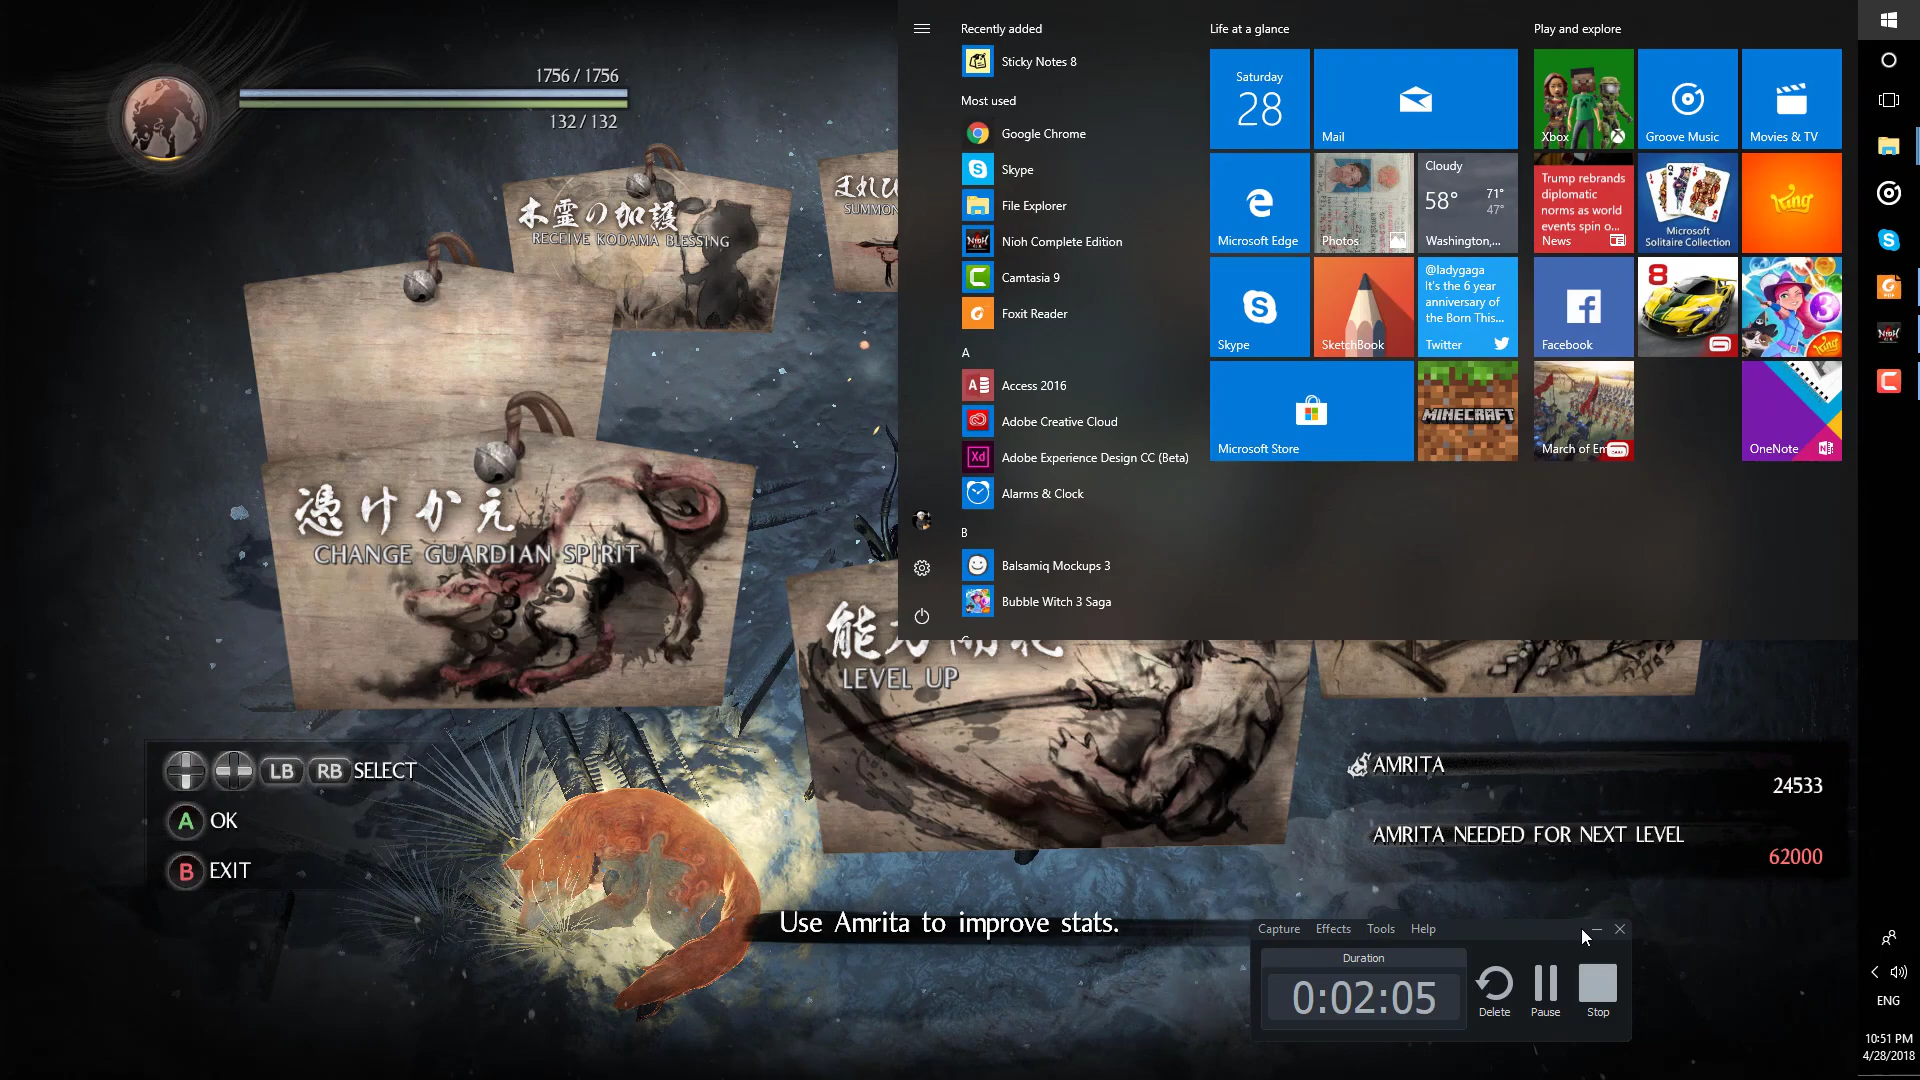 1756 / 1756
132 / 132
木霊の加護
RECEIVE KODAMA BLESSING
まれび
SUMMON
憑けかえ
CHANGE GUARDIAN SPIRIT
LEVEL UP
LB RB SELECT
A OK
B EXIT
AMRITA
24533
AMRITA NEEDED FOR NEXT LEVEL
62000
Use Amrita to improve stats.
Recently added
Sticky Notes 8
Most used
Google Chrome
Skype
File Explorer
Nioh Complete Edition
Camtasia 9
Foxit Reader
A
Access 2016
Adobe Creative Cloud
Adobe Experience Design CC (Beta)
Alarms & Clock
B
Balsamiq Mockups 3
Bubble Witch 3 Saga
Life at a glance
Saturday
28
Mail
Microsoft Edge
Photos
Cloudy
58° 71°
47°
Washington,...
Skype
SketchBook
@ladygaga
It's the 6 year
anniversary of
the Born This...
Twitter
Microsoft Store
MINECRAFT
Play and explore
Xbox
Groove Music
Movies & TV
Trump rebrands
diplomatic
norms as world
events spin o...
News
Microsoft
Solitaire Collection
King
Facebook
8
3
King
March of Em
OneNote
Capture Effects Tools Help
Duration
0:02:05
Delete Pause Stop
ENG
10:51 PM
4/28/2018